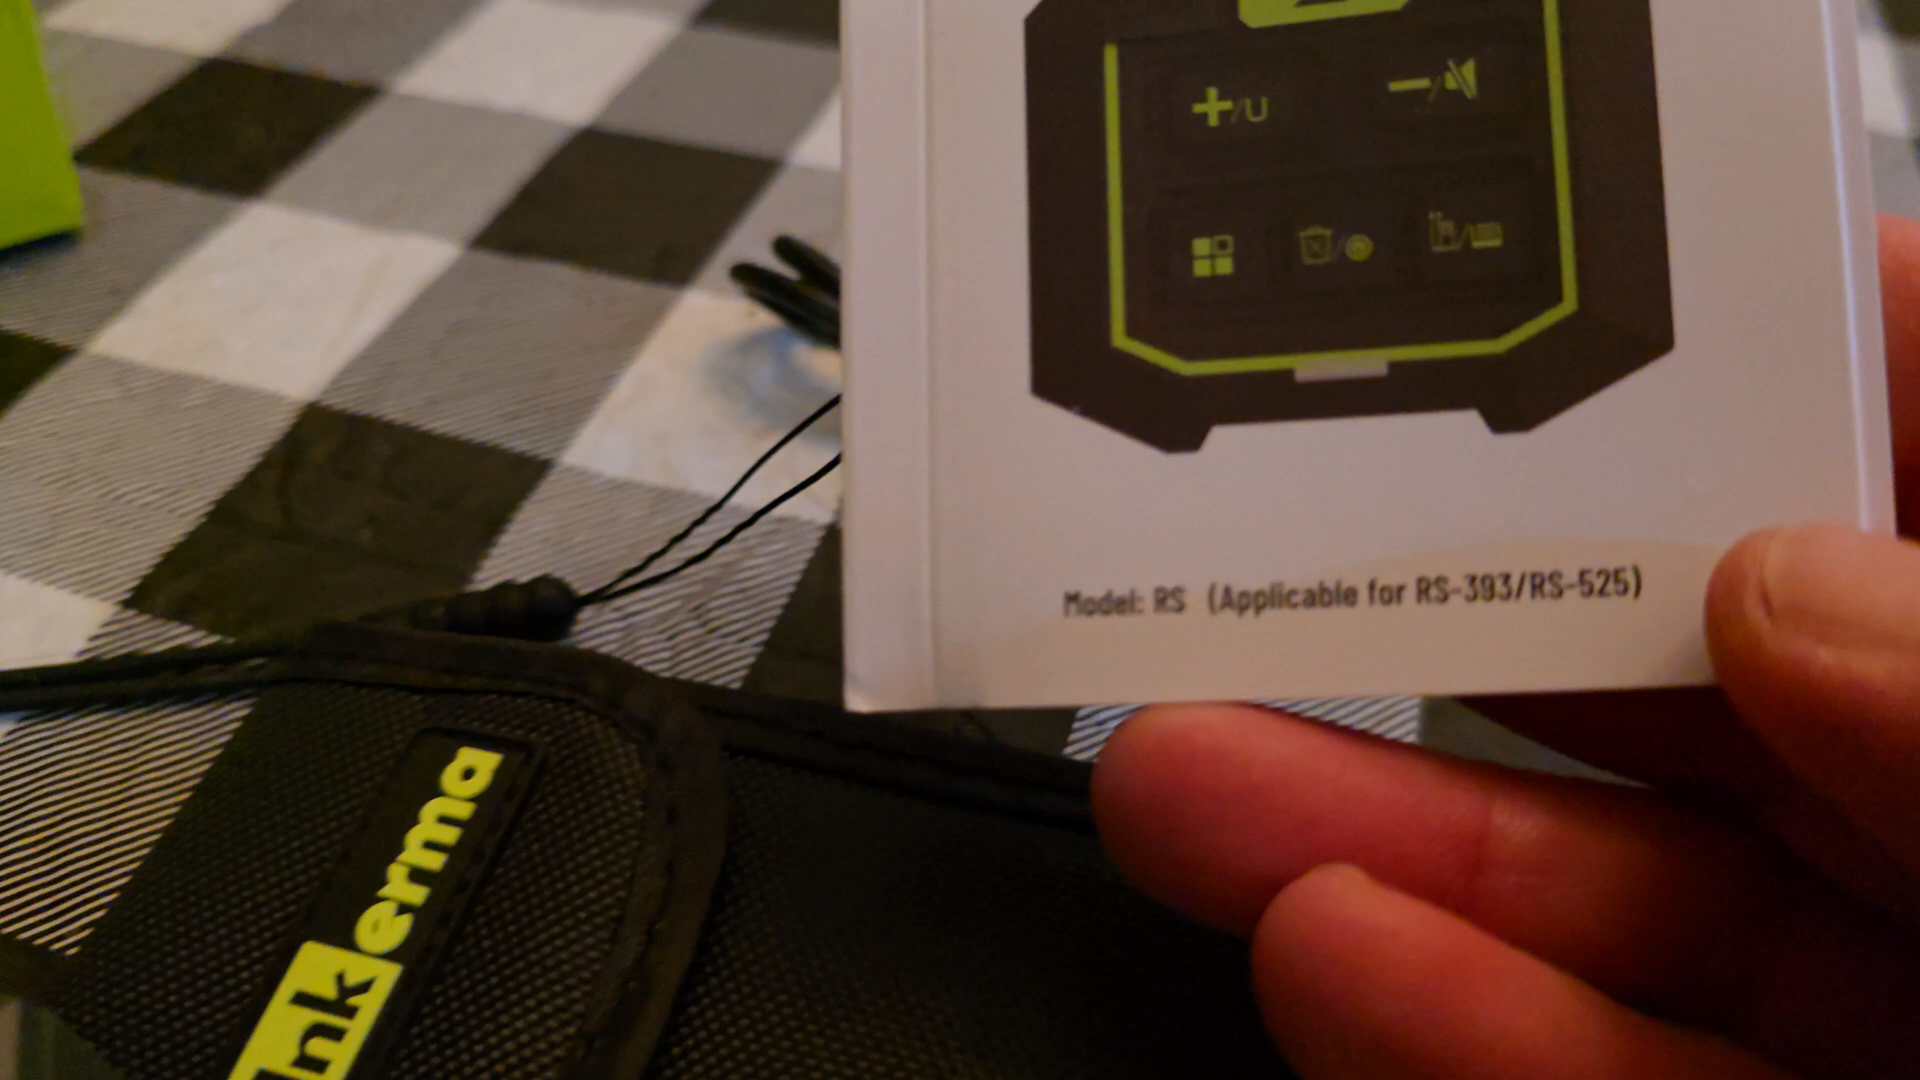 +/U
Model: RS (Applicable for RS-393/RS-525)
nkerma